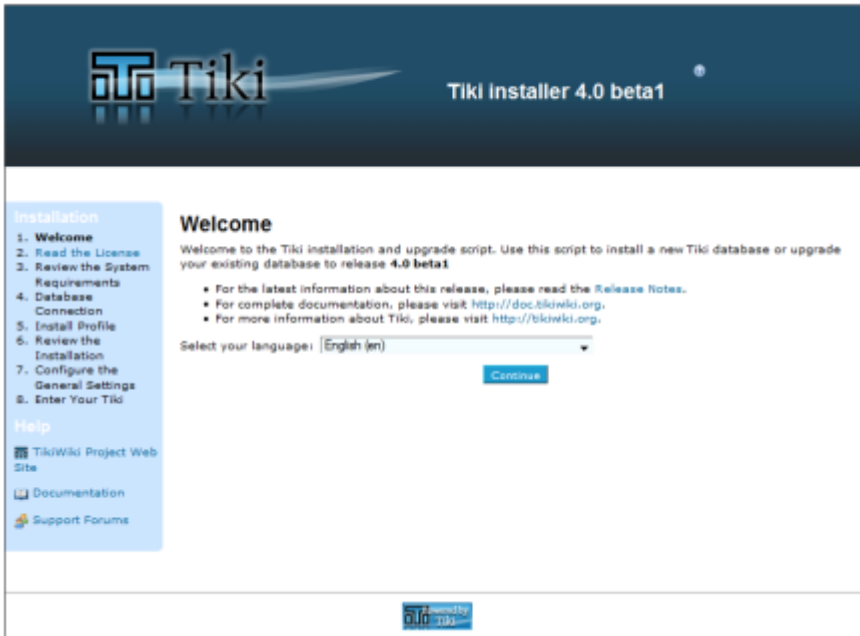 Tiki
Tiki installer 4.0 beta1
Installation
1. Welcome
2. Read the License
3. Review the System
Requirements
4. Database
Connection
5. Install Profile
6. Review the
Installation
7. Configure the
General Settings
8. Enter Your Tiki
Help
TikiWiki Project Web
Site
Documentation
Support Forums
Welcome
Welcome to the Tiki installation and upgrade script. Use this script to install a new Tiki database or upgrade
your existing database to release 4.0 beta1
• For the latest information about this release, please read the Release Notes.
• For complete documentation, please visit http://doc.tikiwiki.org.
• For more information about Tiki, please visit http://tikiwiki.org.
Select your language: English (en)
Continue
Powered by
Tiki